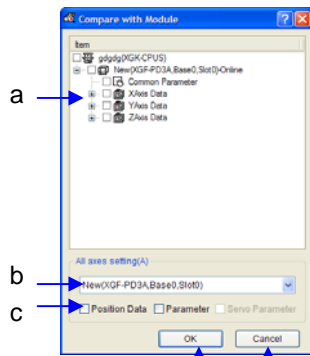 Compare with Module
Item
gdgdg(XGK-CPUS)
New(XGF-PD3A,Base0,Slot0)-Online
Common Parameter
a
XAxis Data
YAxis Data
ZAxis Data
All axes setting(A)
b
New(XGF-PD3A,Base0,Slot0)
c
Position Data Parameter Servo Parameter
OK Cancel